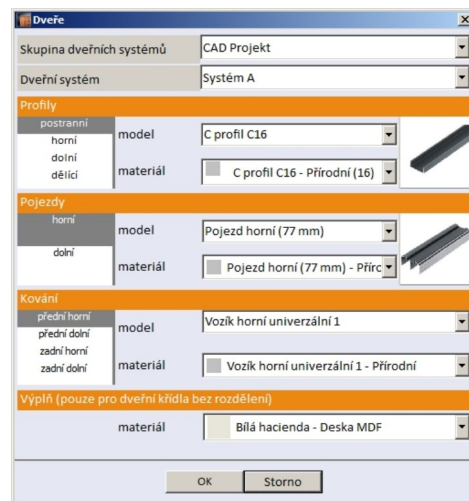 Dveře
Skupina dveřních systémů CAD Projekt
Dveřní systém Systém A
Profily
postranní
horní
dolní
dělící
model C profil C16
materiál C profil C16 - Přírodní (16)
Pojezdy
horní
dolní
model Pojezd horní (77 mm)
materiál Pojezd horní (77 mm) - Příro
Kování
přední horní
přední dolní
zadní horní
zadní dolní
model Vozík horní univerzální 1
materiál Vozík horní univerzální 1 - Přírodní
Výplň (pouze pro dveřní křídla bez rozdělení)
materiál Bílá hacienda - Deska MDF
OK Storno